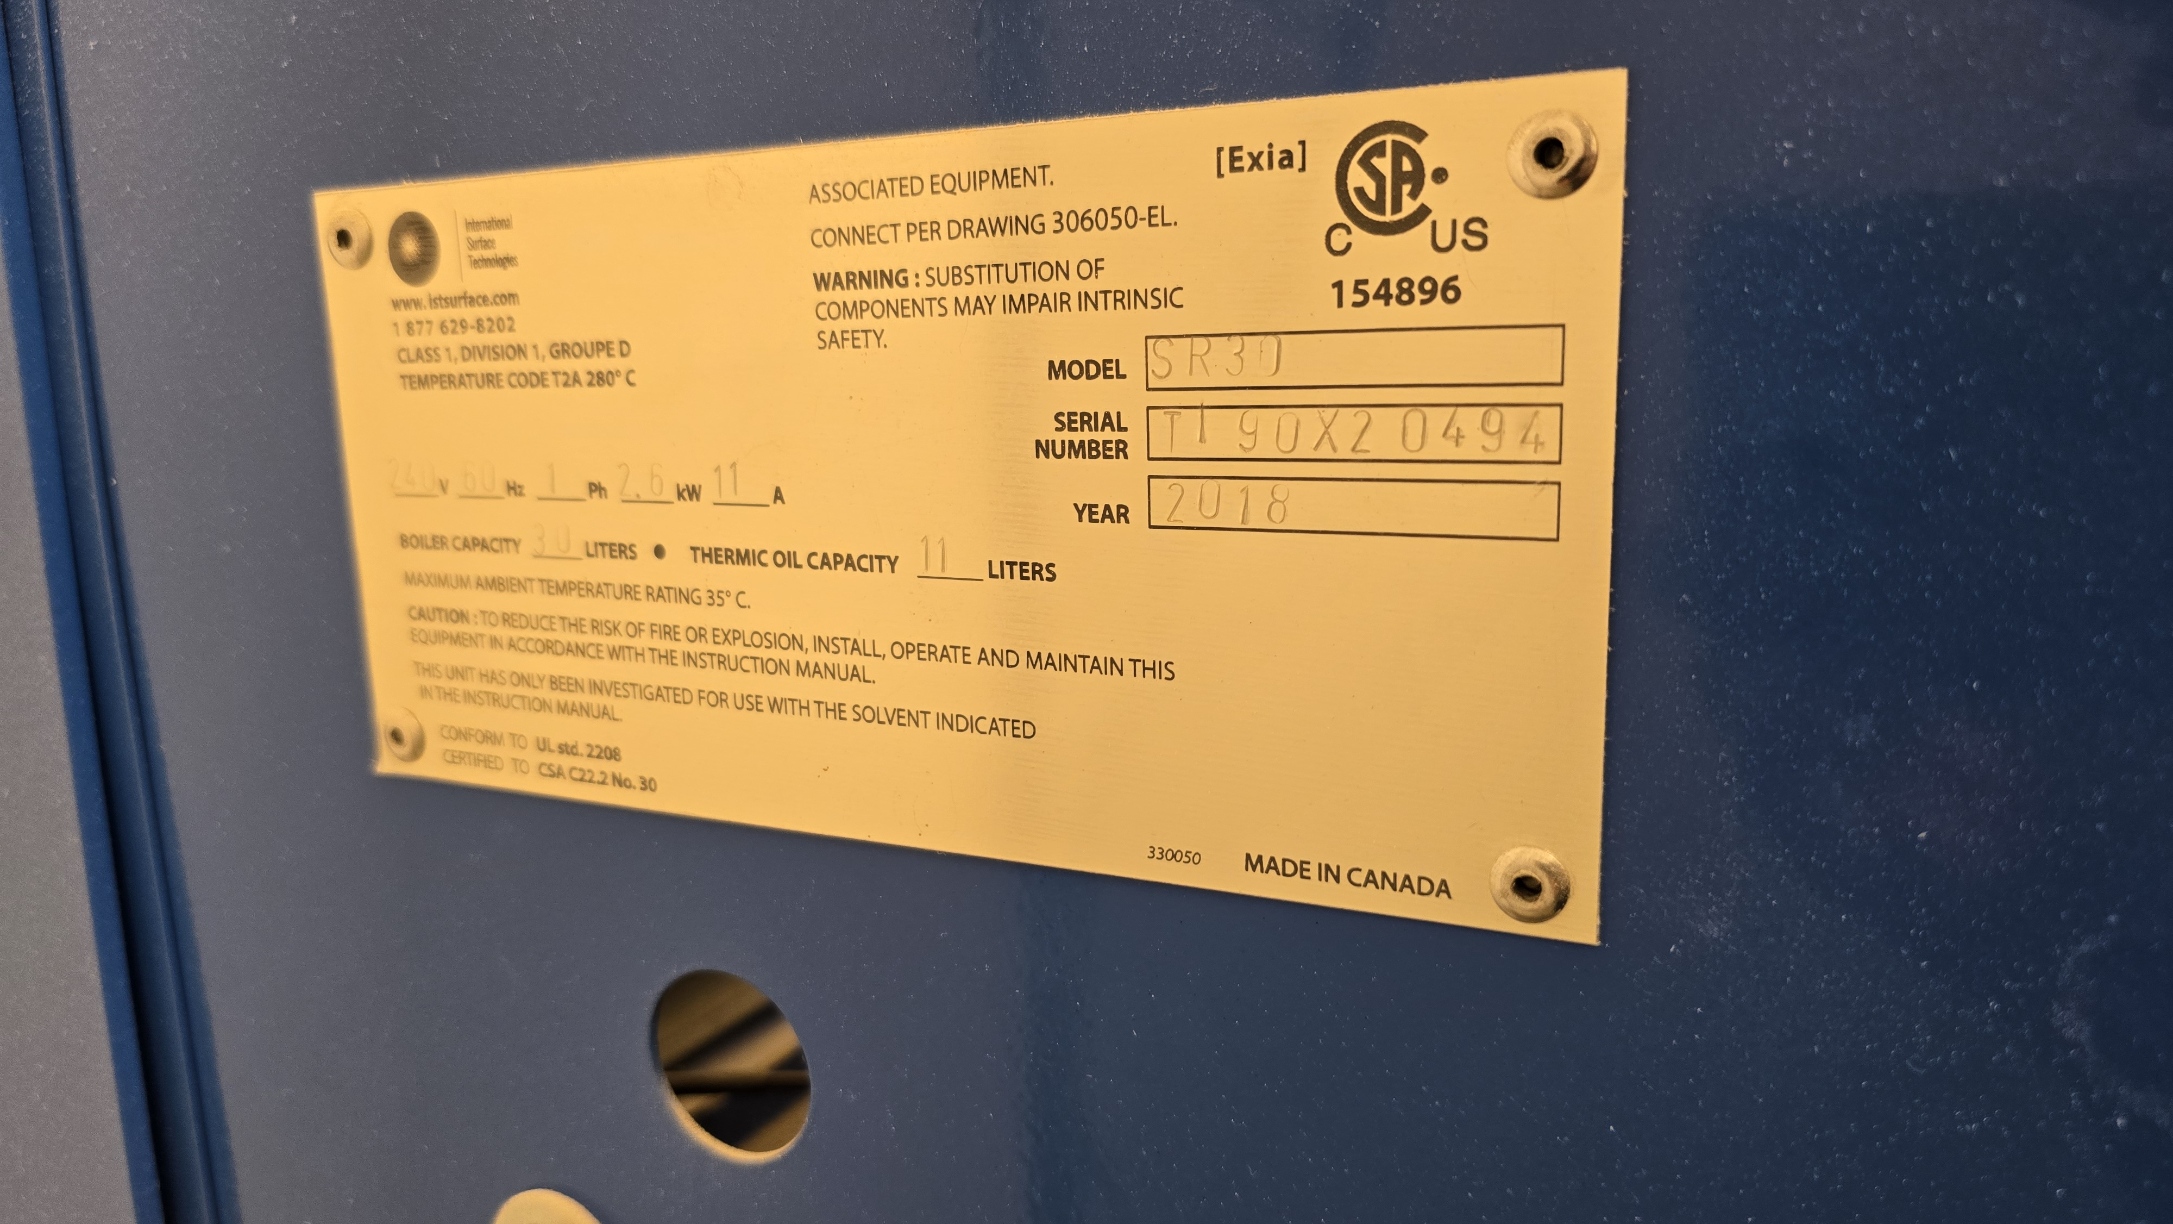 International
Surface
Technologies
www.istsurface.com
1 877 629-8202
CLASS 1, DIVISION 1, GROUPE D
TEMPERATURE CODE T2A 280° C
ASSOCIATED EQUIPMENT.
CONNECT PER DRAWING 306050-EL.
WARNING : SUBSTITUTION OF
COMPONENTS MAY IMPAIR INTRINSIC
SAFETY.
[Exia]
CSA
C US
154896
MODEL SR30
SERIAL
NUMBER T190X20494
YEAR 2018
240 V 60 Hz 1 Ph 2.6 kW 11 A
BOILER CAPACITY 30 LITERS ● THERMIC OIL CAPACITY 11 LITERS
MAXIMUM AMBIENT TEMPERATURE RATING 35° C.
CAUTION : TO REDUCE THE RISK OF FIRE OR EXPLOSION, INSTALL, OPERATE AND MAINTAIN THIS
EQUIPMENT IN ACCORDANCE WITH THE INSTRUCTION MANUAL.
THIS UNIT HAS ONLY BEEN INVESTIGATED FOR USE WITH THE SOLVENT INDICATED
IN THE INSTRUCTION MANUAL.
CONFORM TO UL std. 2208
CERTIFIED TO CSA C22.2 No. 30
330050 MADE IN CANADA